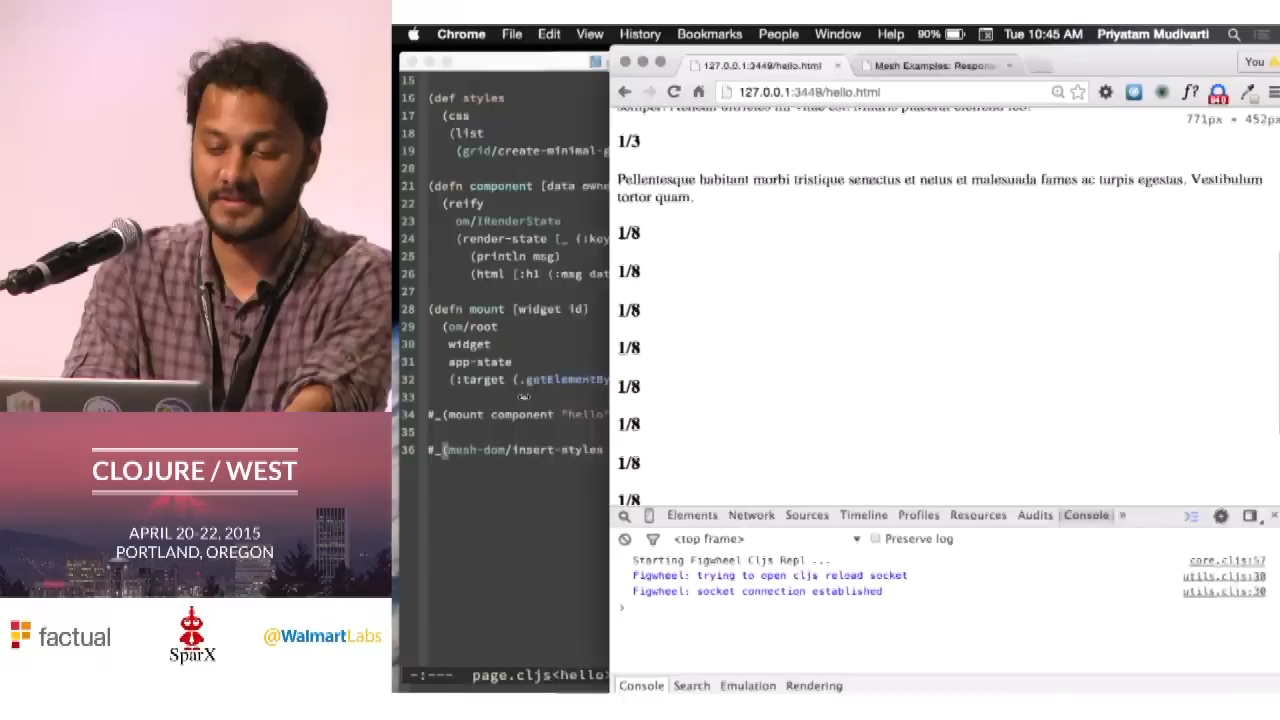 Chrome File Edit View History Bookmarks People Window Help 90% Tue 10:45 AM Priyatam Mudivarti
127.0.0.1:3449/hello.html
Mesh Examples: Respons
You
127.0.0.1:3449/hello.html
f?
771px × 452px
15
16 (def styles
17 (css
18 (list
19 (grid/create-minimal-g
20
21 (defn component [data owne
22 (reify
23 om/IRenderState
24 (render-state [_ {:key
25 (println msg)
26 (html [:h1 (:msg dat
27
28 (defn mount [widget id]
29 (om/root
30 widget
31 app-state
32 {:target (.getElementBy
33
34 #_(mount component "hello"
35
36 #_(mesh-dom/insert-styles
-:--- page.cljs<hello>
1/3
Pellentesque habitant morbi tristique senectus et netus et malesuada fames ac turpis egestas. Vestibulum
tortor quam.
1/8
1/8
1/8
1/8
1/8
1/8
1/8
1/8
Elements Network Sources Timeline Profiles Resources Audits Console »
<top frame> Preserve log
Starting Figwheel Cljs Repl ... core.cljs:57
Figwheel: trying to open cljs reload socket utils.cljs:30
Figwheel: socket connection established utils.cljs:30
Console Search Emulation Rendering
CLOJURE / WEST
APRIL 20-22, 2015
PORTLAND, OREGON
factual
SparX
@WalmartLabs